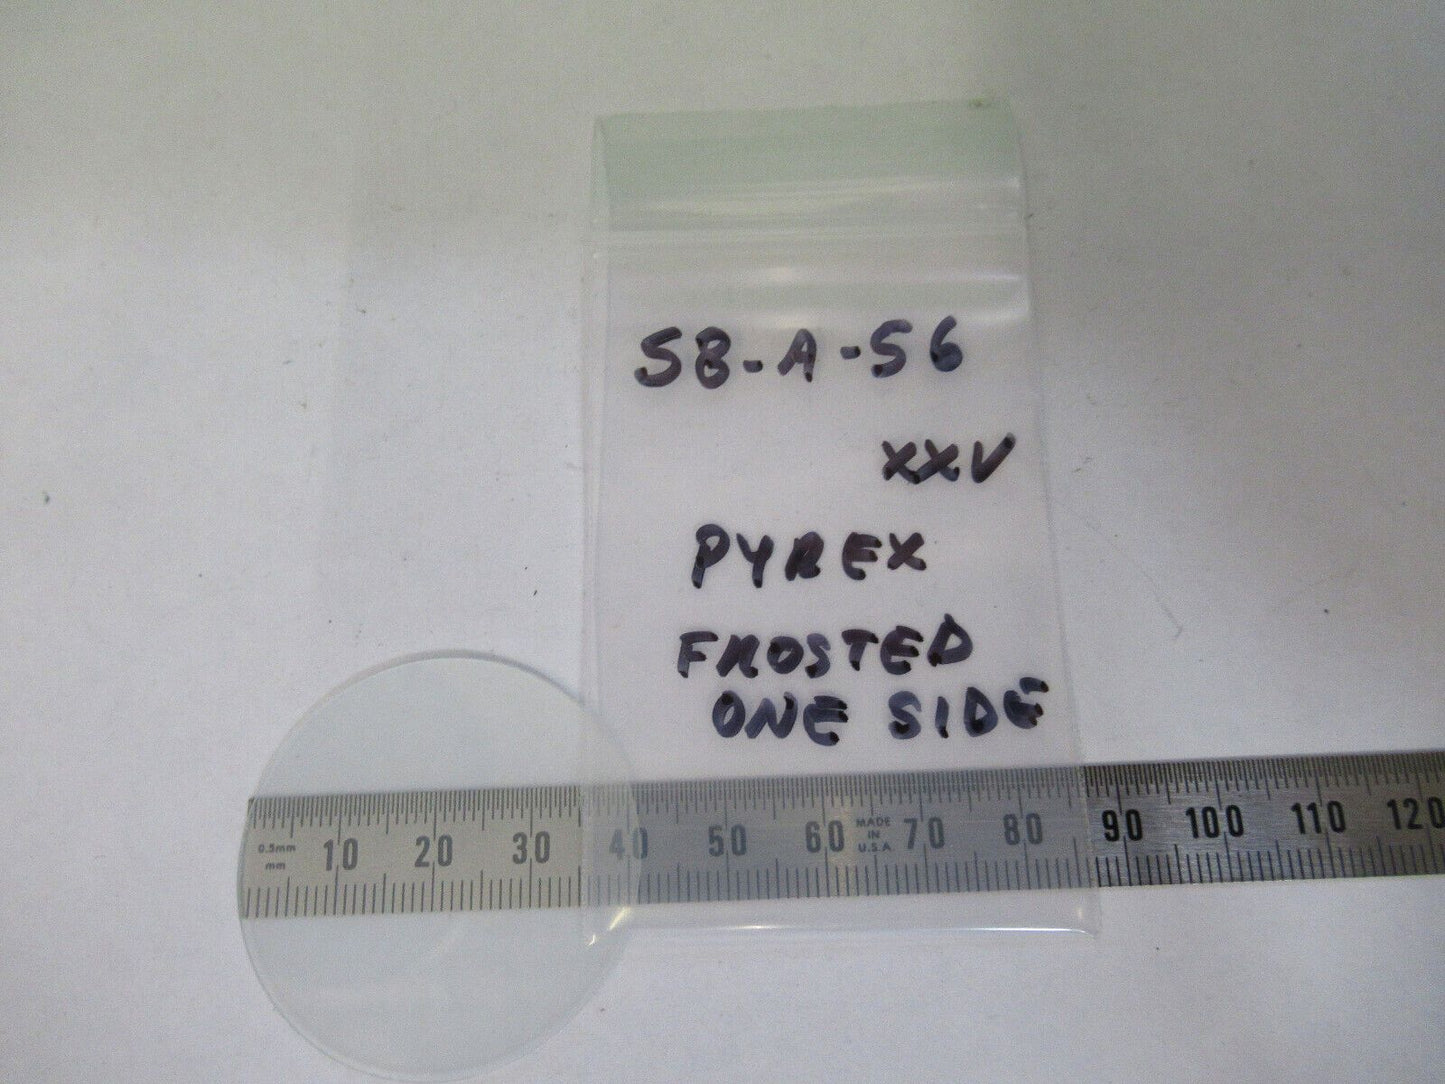 58-A-56
XXV
PYREX
FROSTED
ONE SIDE
0.5mm
mm
10 20 30 40 50 60 MADE IN U.S.A 70 80 90 100 110 120